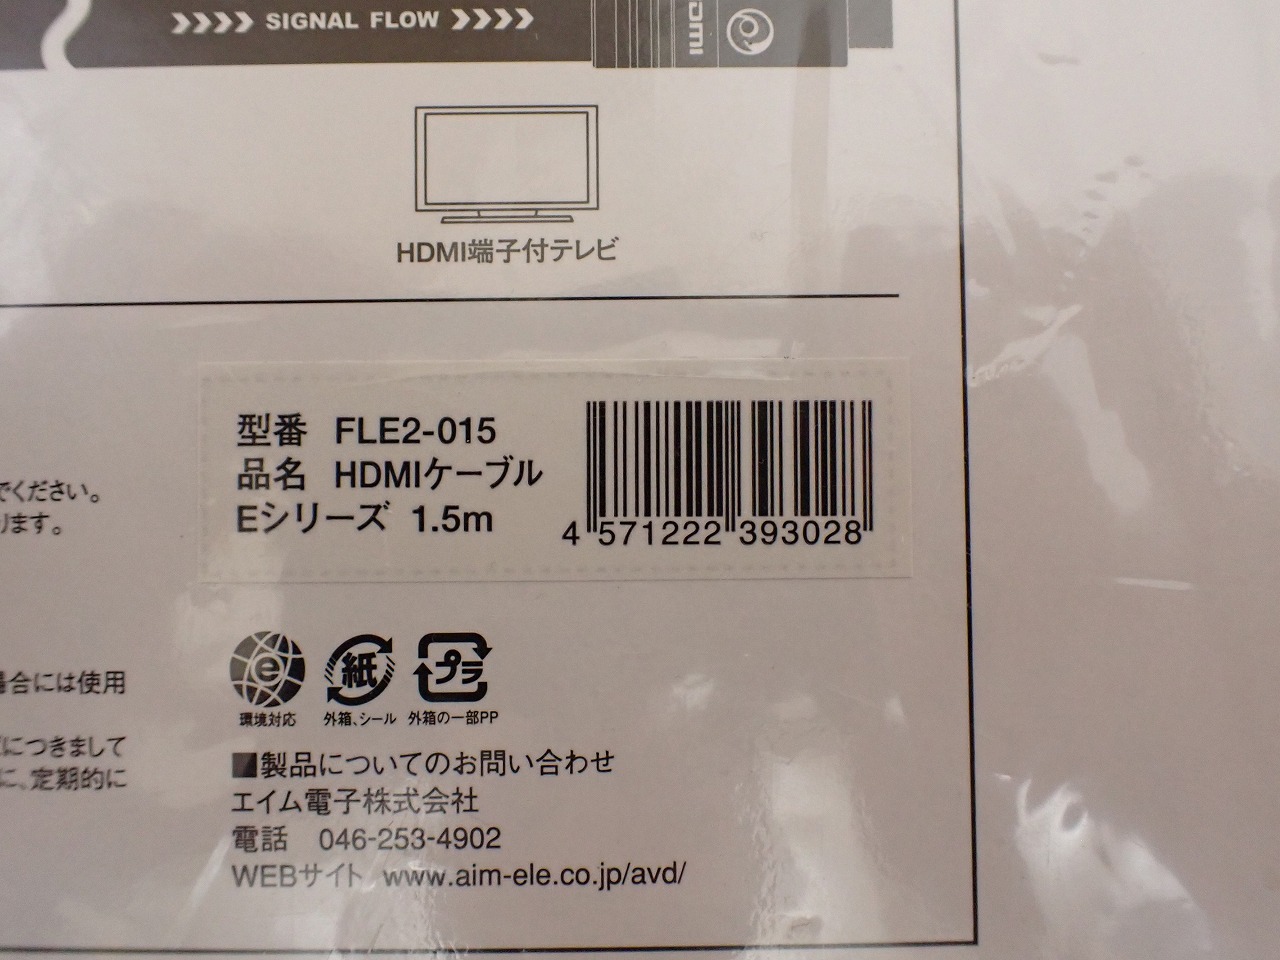 SIGNAL FLOW
HDMI端子付テレビ
型番 FLE2-015
品名 HDMIケーブル
Eシリーズ 1.5m
4 571222 393028
ください。
ります。
場合には使用
につきまして
に、定期的に
e
紙
プラ
環境対応
外箱、シール
外箱の一部PP
■製品についてのお問い合わせ
エイム電子株式会社
電話 046-253-4902
WEBサイト www.aim-ele.co.jp/avd/